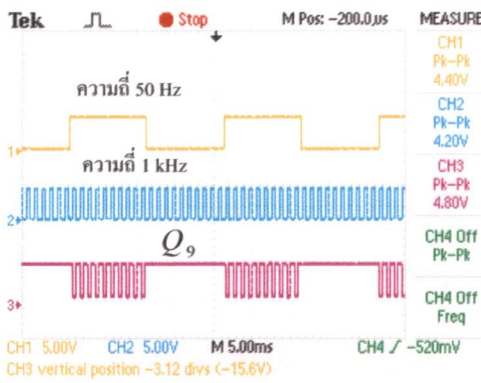 Tek Stop M Pos: -200.0µs MEASURE
CH1
Pk-Pk
4.40V
CH2
Pk-Pk
4.20V
CH3
Pk-Pk
4.80V
CH4 Off
Pk-Pk
CH4 Off
Freq
ความถี่ 50 Hz
1
ความถี่ 1 kHz
2
Q9
3
CH1 5.00V CH2 5.00V M 5.00ms CH4 -520mV
CH3 vertical position -3.12 divs (-15.6V)